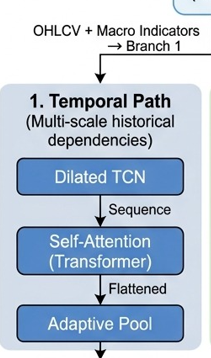 OHLCV + Macro Indicators
→ Branch 1
1. Temporal Path
(Multi-scale historical
dependencies)
Dilated TCN
Sequence
Self-Attention
(Transformer)
Flattened
Adaptive Pool